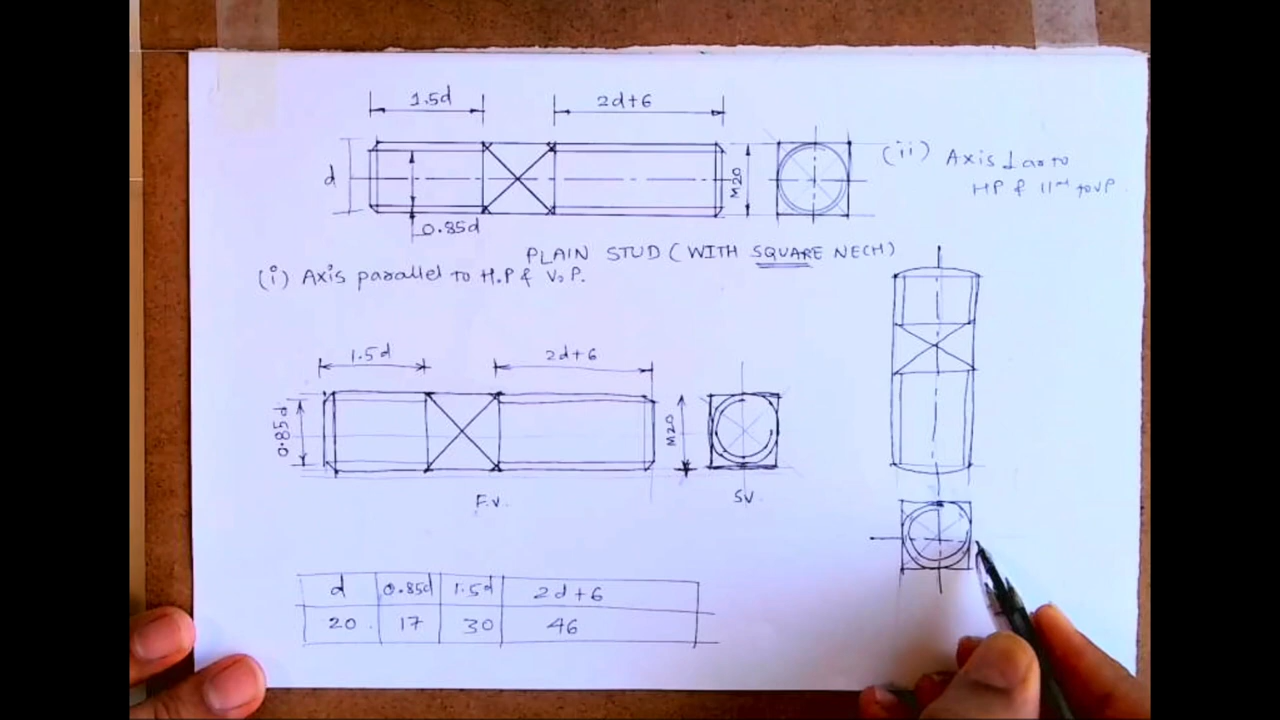 1.5d
2d+6
d
0.85d
M20
(ii) Axis ⊥ar to
HP & 11el to VP
PLAIN STUD (WITH SQUARE NECH)
(i) Axis parallel to H.P & V.P.
1.5d
2d+6
0.85d
M20
F.V.
SV
d 0.85d 1.5d 2d+6
20 17 30 46